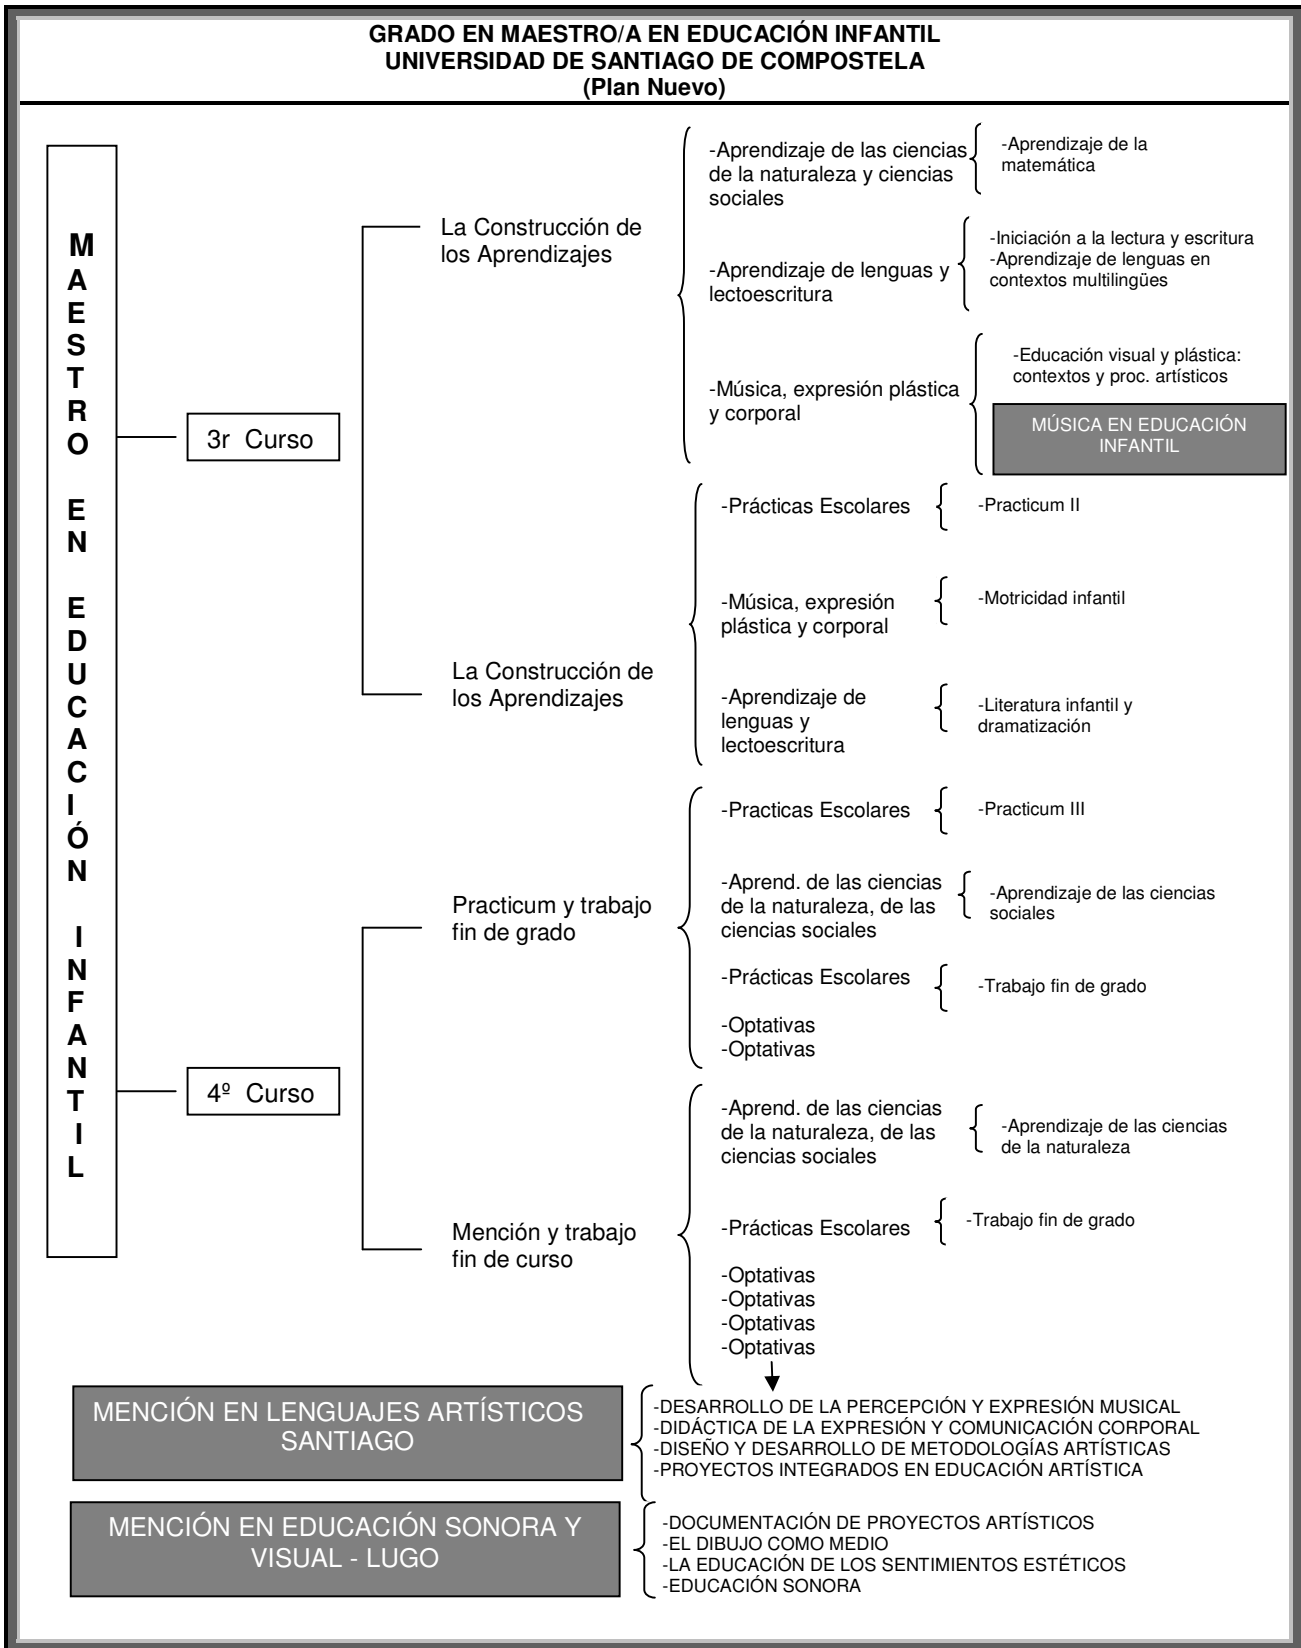 GRADO EN MAESTRO/A EN EDUCACIÓN INFANTIL
UNIVERSIDAD DE SANTIAGO DE COMPOSTELA
(Plan Nuevo)
MAESTRO EN EDUCACIÓN INFANTIL
3r Curso
La Construcción de
los Aprendizajes
-Aprendizaje de las ciencias
de la naturaleza y ciencias
sociales
-Aprendizaje de la
matemática
-Aprendizaje de lenguas y
lectoescritura
-Iniciación a la lectura y escritura
-Aprendizaje de lenguas en
contextos multilingües
-Música, expresión plástica
y corporal
-Educación visual y plástica:
contextos y proc. artísticos
MÚSICA EN EDUCACIÓN
INFANTIL
La Construcción de
los Aprendizajes
-Prácticas Escolares
-Practicum II
-Música, expresión
plástica y corporal
-Motricidad infantil
-Aprendizaje de
lenguas y
lectoescritura
-Literatura infantil y
dramatización
4º Curso
Practicum y trabajo
fin de grado
-Practicas Escolares
-Practicum III
-Aprend. de las ciencias
de la naturaleza, de las
ciencias sociales
-Aprendizaje de las ciencias
sociales
-Prácticas Escolares
-Trabajo fin de grado
-Optativas
-Optativas
Mención y trabajo
fin de curso
-Aprend. de las ciencias
de la naturaleza, de las
ciencias sociales
-Aprendizaje de las ciencias
de la naturaleza
-Prácticas Escolares
-Trabajo fin de grado
-Optativas
-Optativas
-Optativas
-Optativas
MENCIÓN EN LENGUAJES ARTÍSTICOS
SANTIAGO
-DESARROLLO DE LA PERCEPCIÓN Y EXPRESIÓN MUSICAL
-DIDÁCTICA DE LA EXPRESIÓN Y COMUNICACIÓN CORPORAL
-DISEÑO Y DESARROLLO DE METODOLOGÍAS ARTÍSTICAS
-PROYECTOS INTEGRADOS EN EDUCACIÓN ARTÍSTICA
MENCIÓN EN EDUCACIÓN SONORA Y
VISUAL - LUGO
-DOCUMENTACIÓN DE PROYECTOS ARTÍSTICOS
-EL DIBUJO COMO MEDIO
-LA EDUCACIÓN DE LOS SENTIMIENTOS ESTÉTICOS
-EDUCACIÓN SONORA